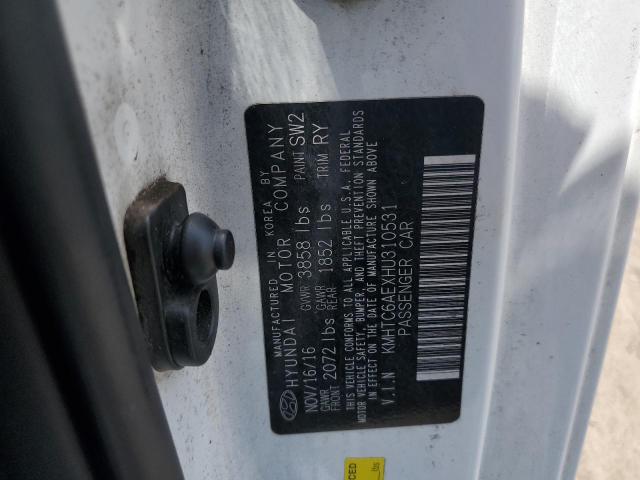 MANUFACTURED IN KOREA BY
HYUNDAI MOTOR COMPANY
NOV/16/16 GVWR 3858 lbs PAINT SW2
GAWR FRONT 2072 lbs GAWR REAR 1852 lbs TRIM RY
THIS VEHICLE CONFORMS TO ALL APPLICABLE U.S.A. FEDERAL
MOTOR VEHICLE SAFETY, BUMPER, AND THEFT PREVENTION STANDARDS
IN EFFECT ON THE DATE OF MANUFACTURE SHOWN ABOVE
V.I.N KMHTC6AEXHU310531
PASSENGER CAR
CED
lbs